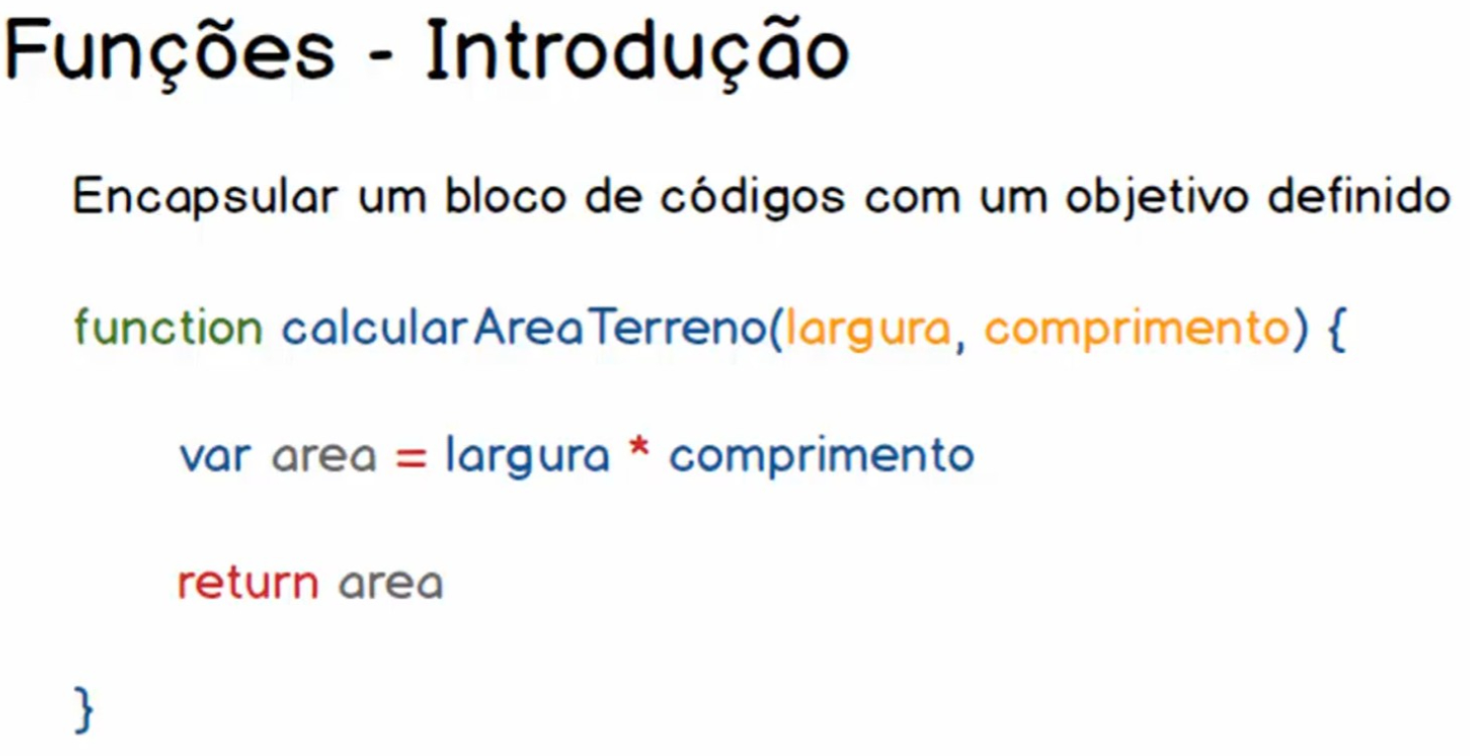 Funções - Introdução
Encapsular um bloco de códigos com um objetivo definido
function calcularAreaTerreno(largura, comprimento) {
var area = largura * comprimento
return area
}